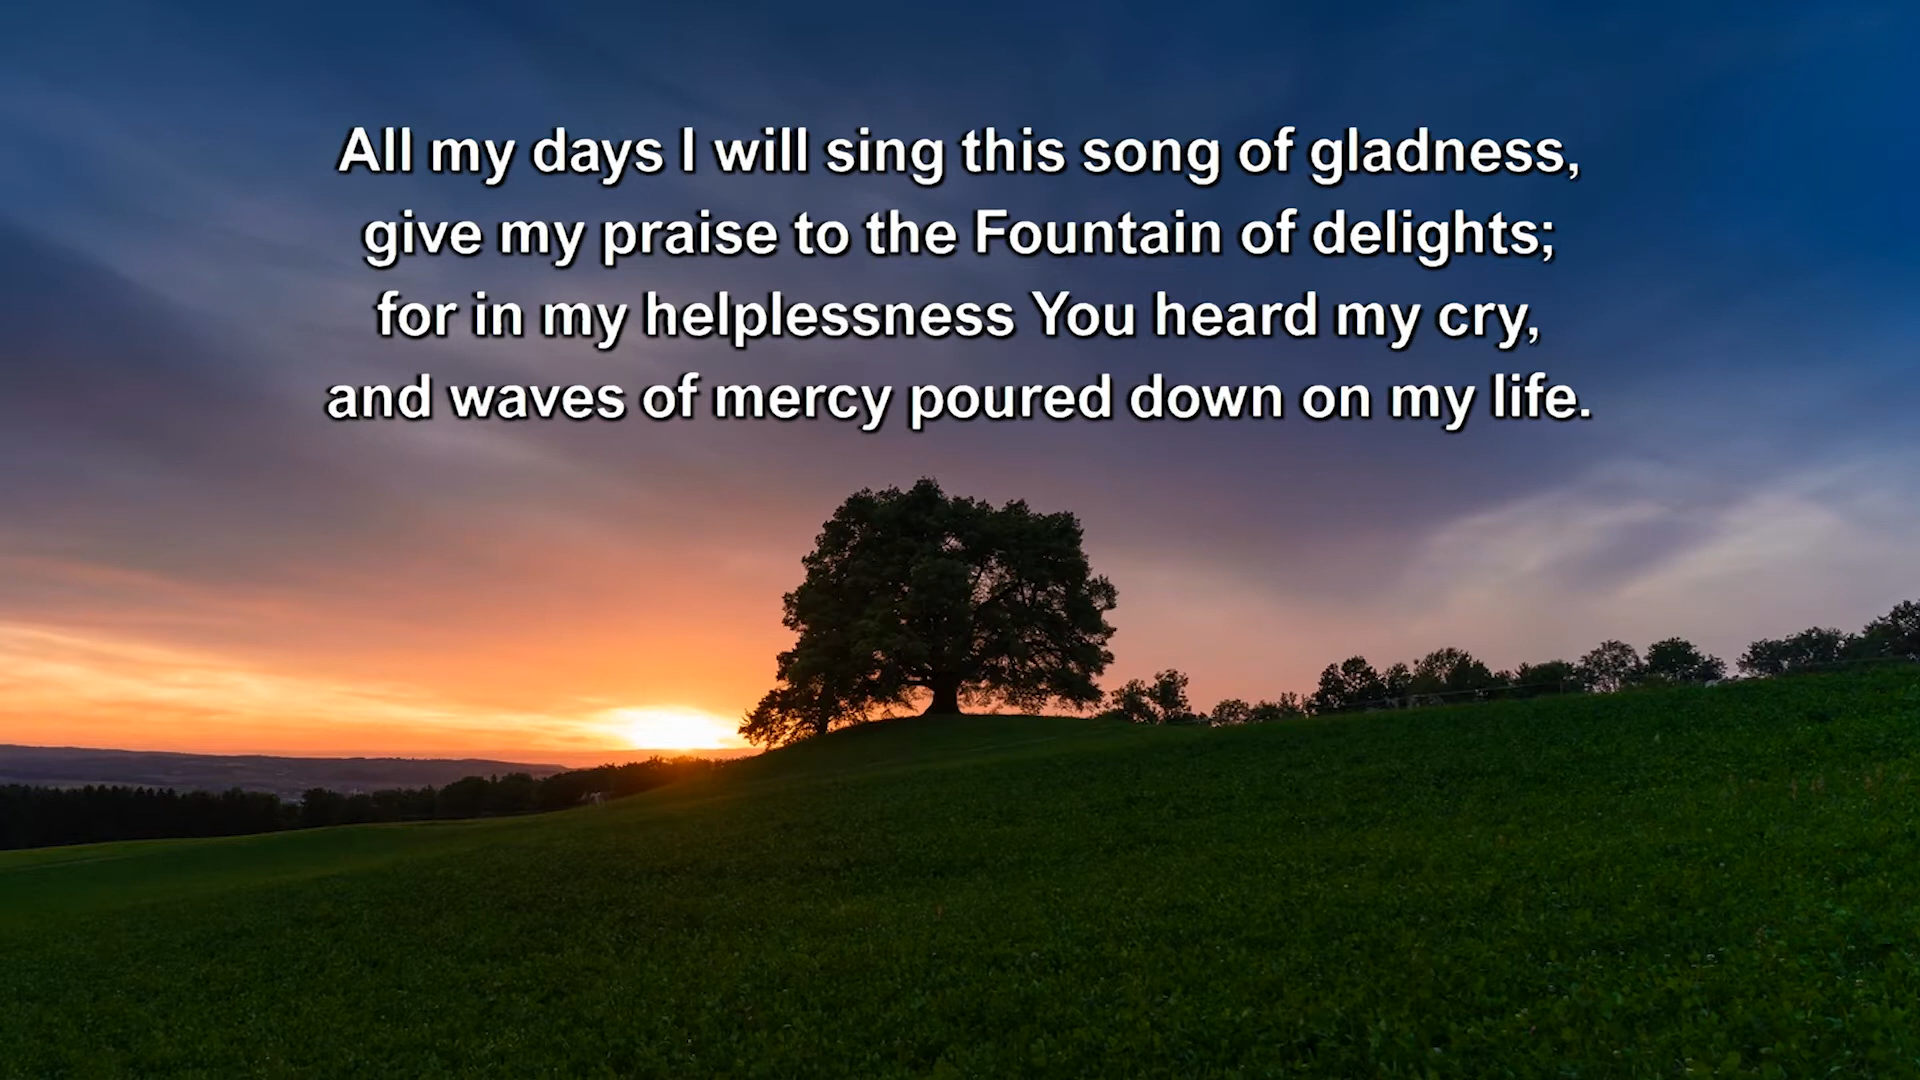 All my days I will sing this song of gladness,
give my praise to the Fountain of delights;
for in my helplessness You heard my cry,
and waves of mercy poured down on my life.